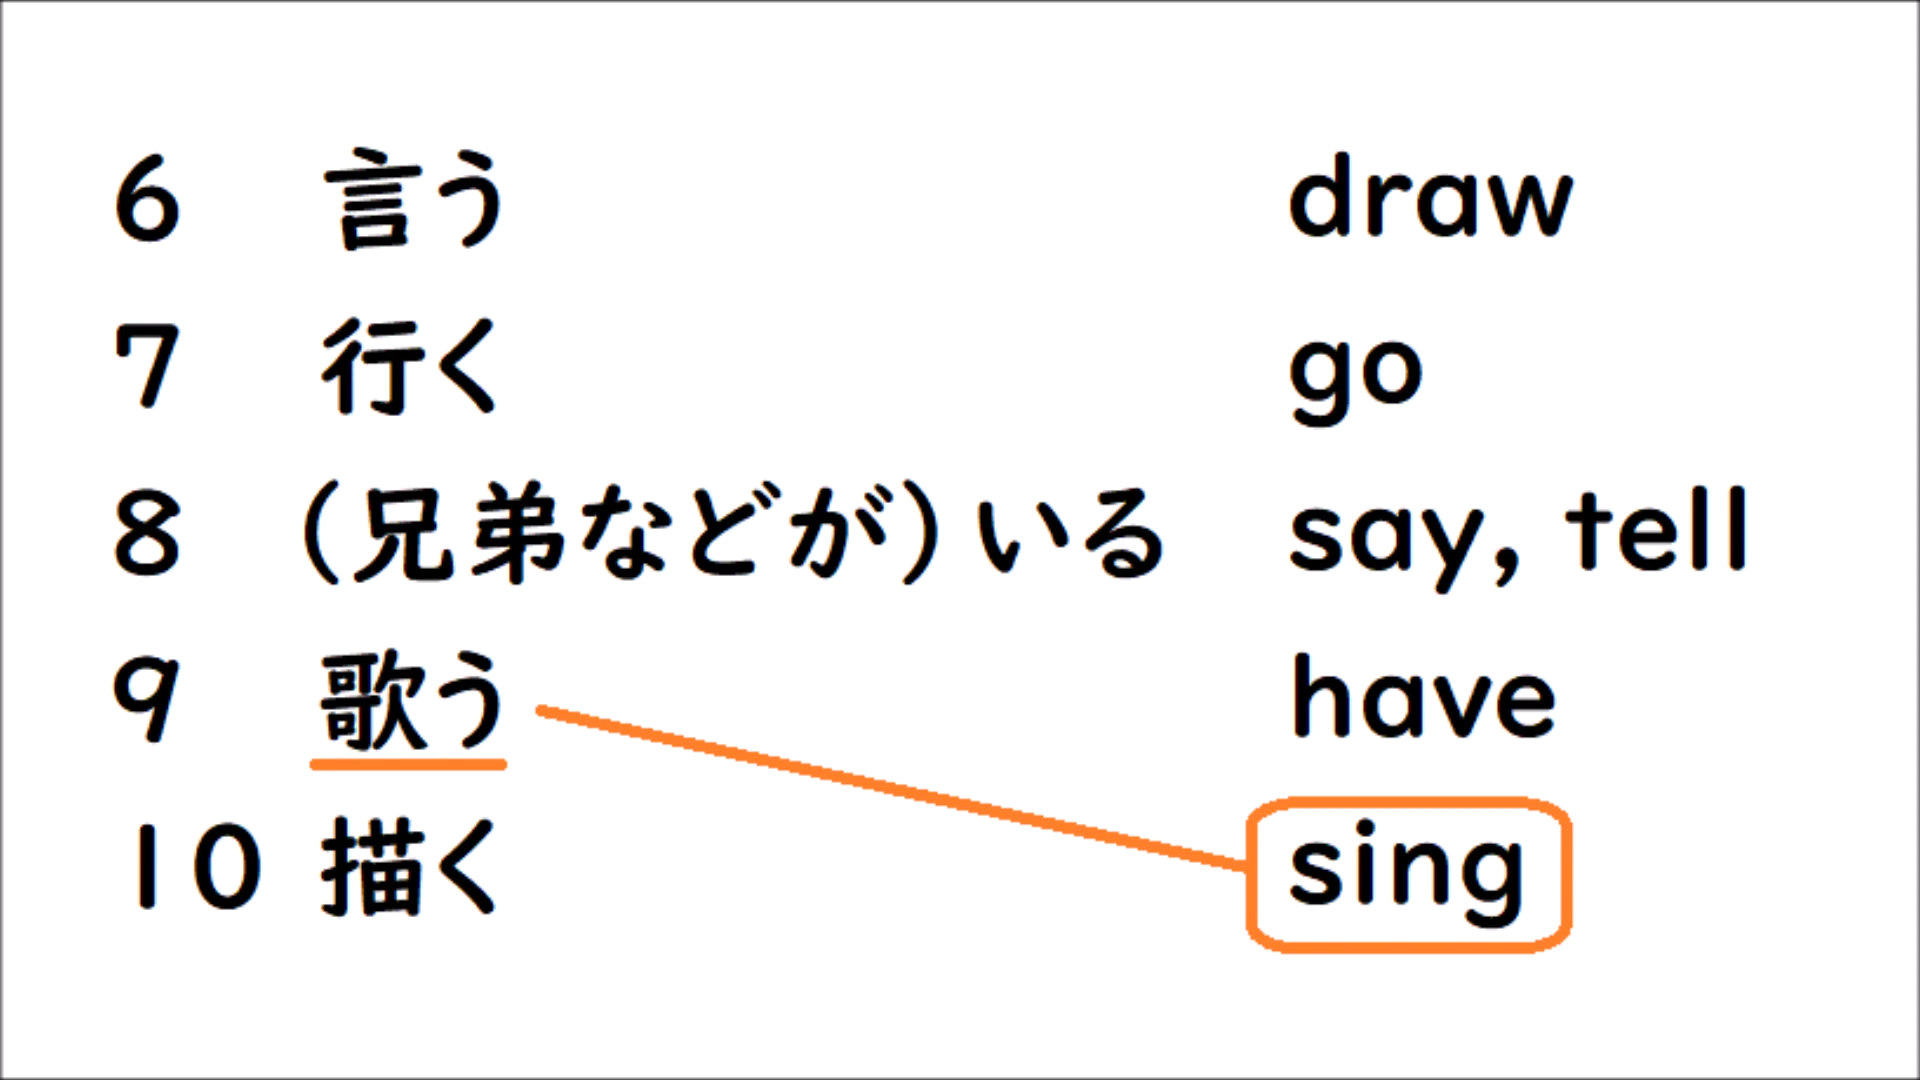 6 言う draw
7 行く go
8 （兄弟などが）いる say, tell
9 歌う have
10 描く sing